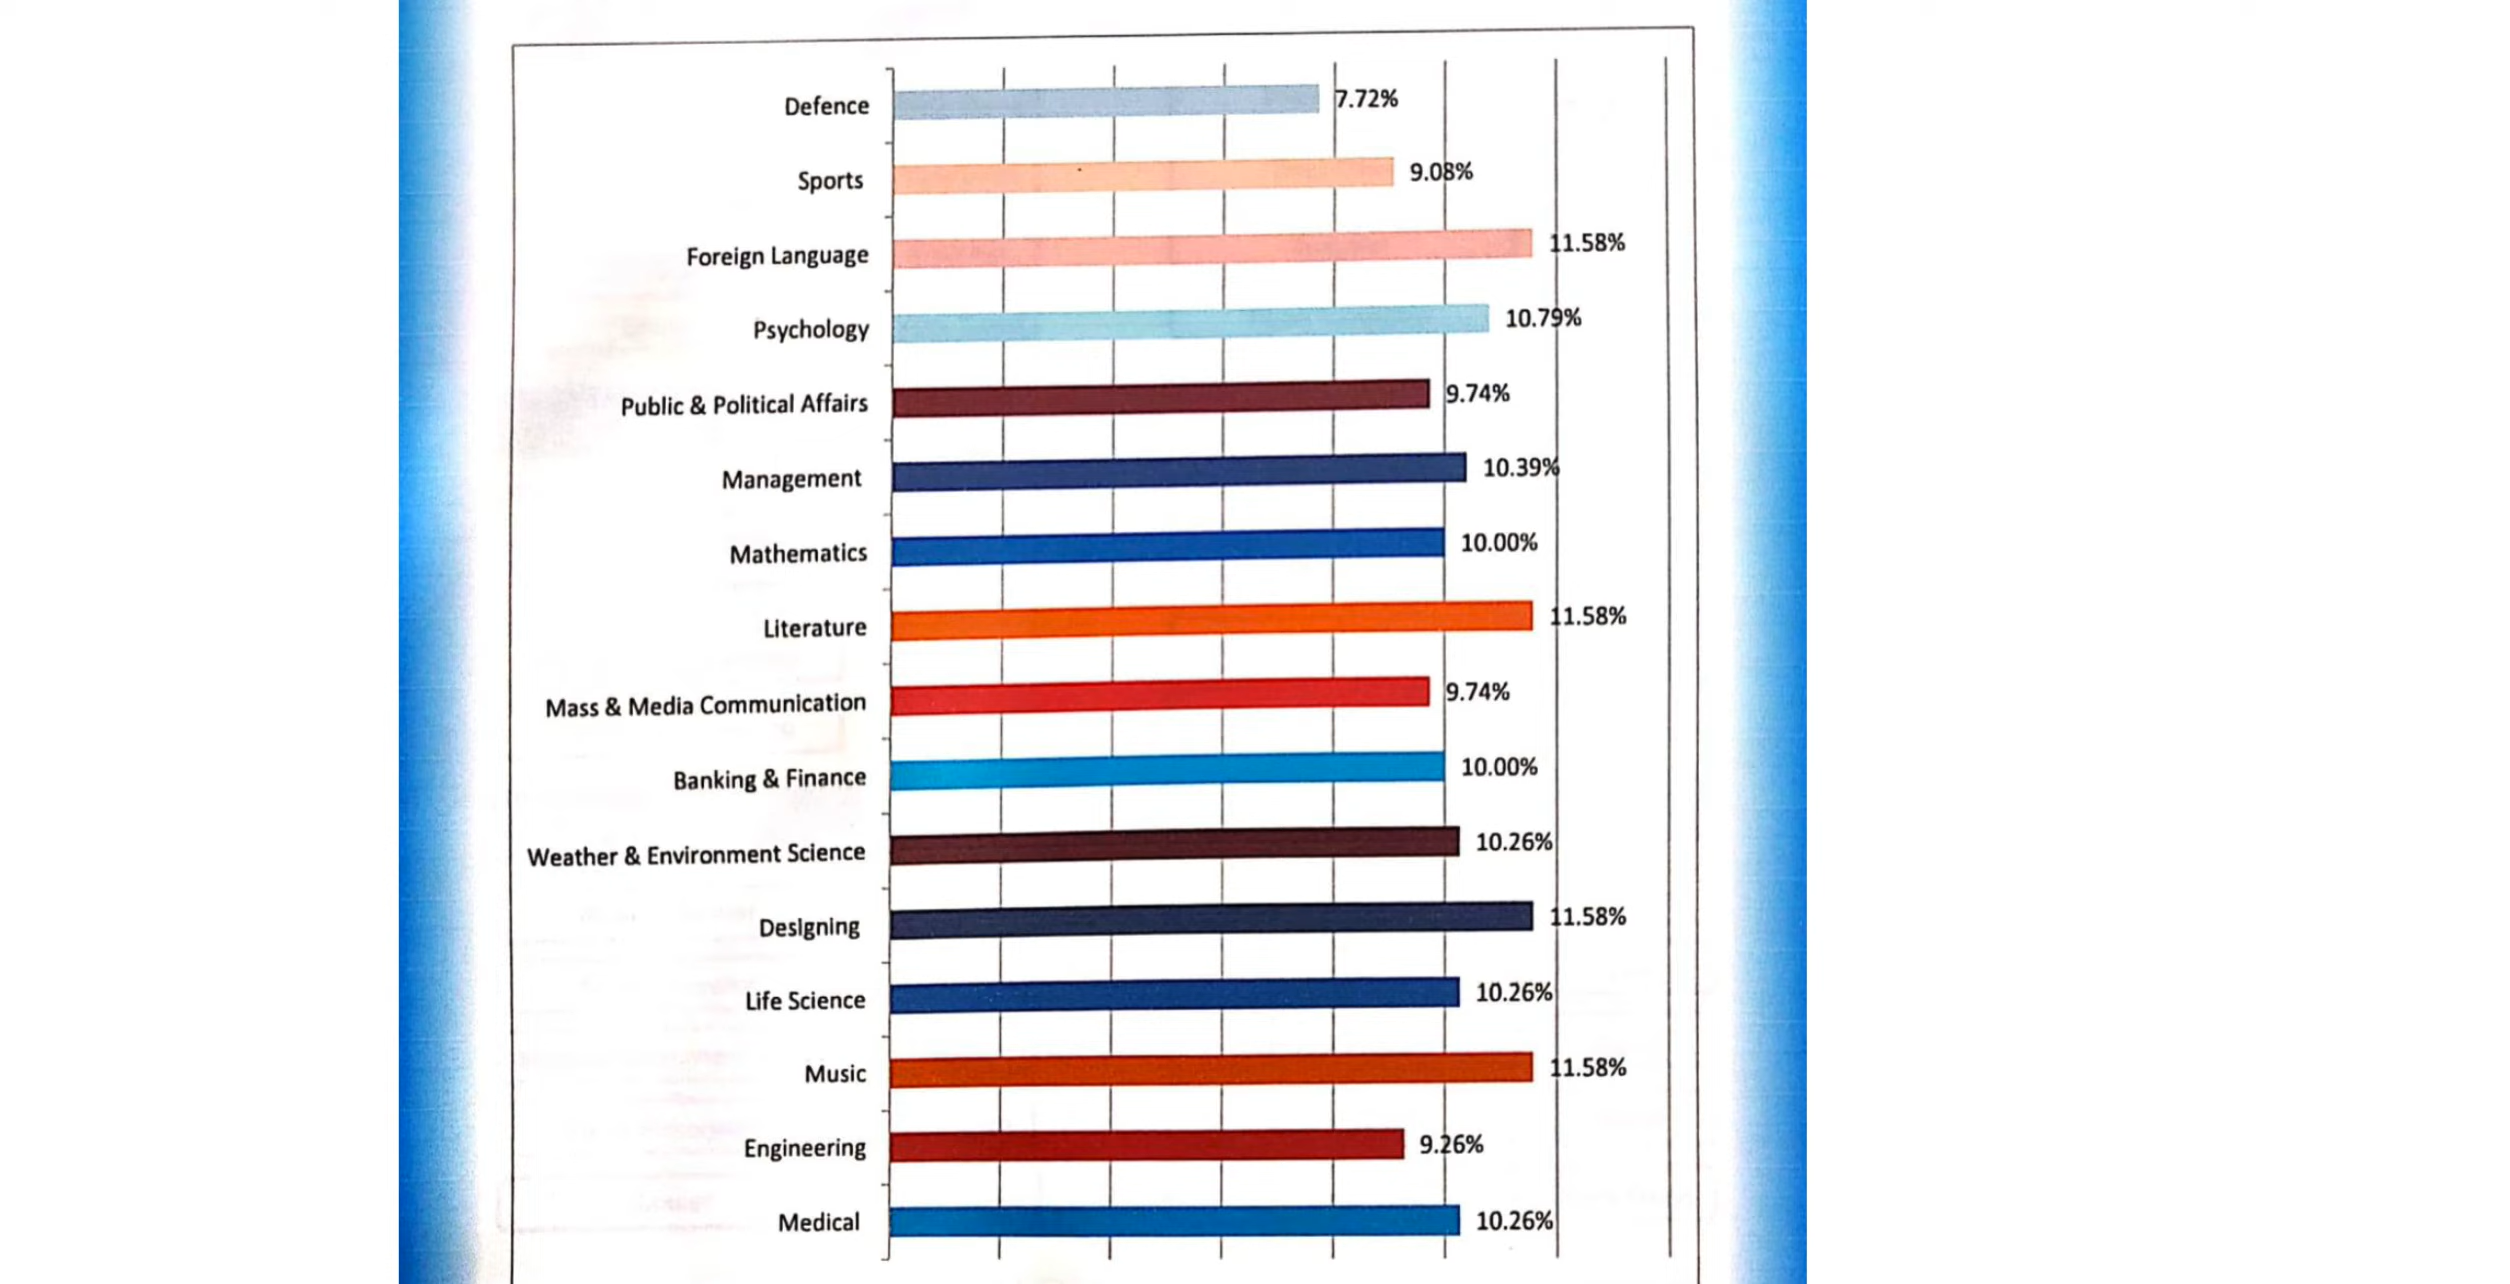 Defence 7.72%
Sports 9.08%
Foreign Language 11.58%
Psychology 10.79%
Public & Political Affairs 9.74%
Management 10.39%
Mathematics 10.00%
Literature 11.58%
Mass & Media Communication 9.74%
Banking & Finance 10.00%
Weather & Environment Science 10.26%
Designing 11.58%
Life Science 10.26%
Music 11.58%
Engineering 9.26%
Medical 10.26%